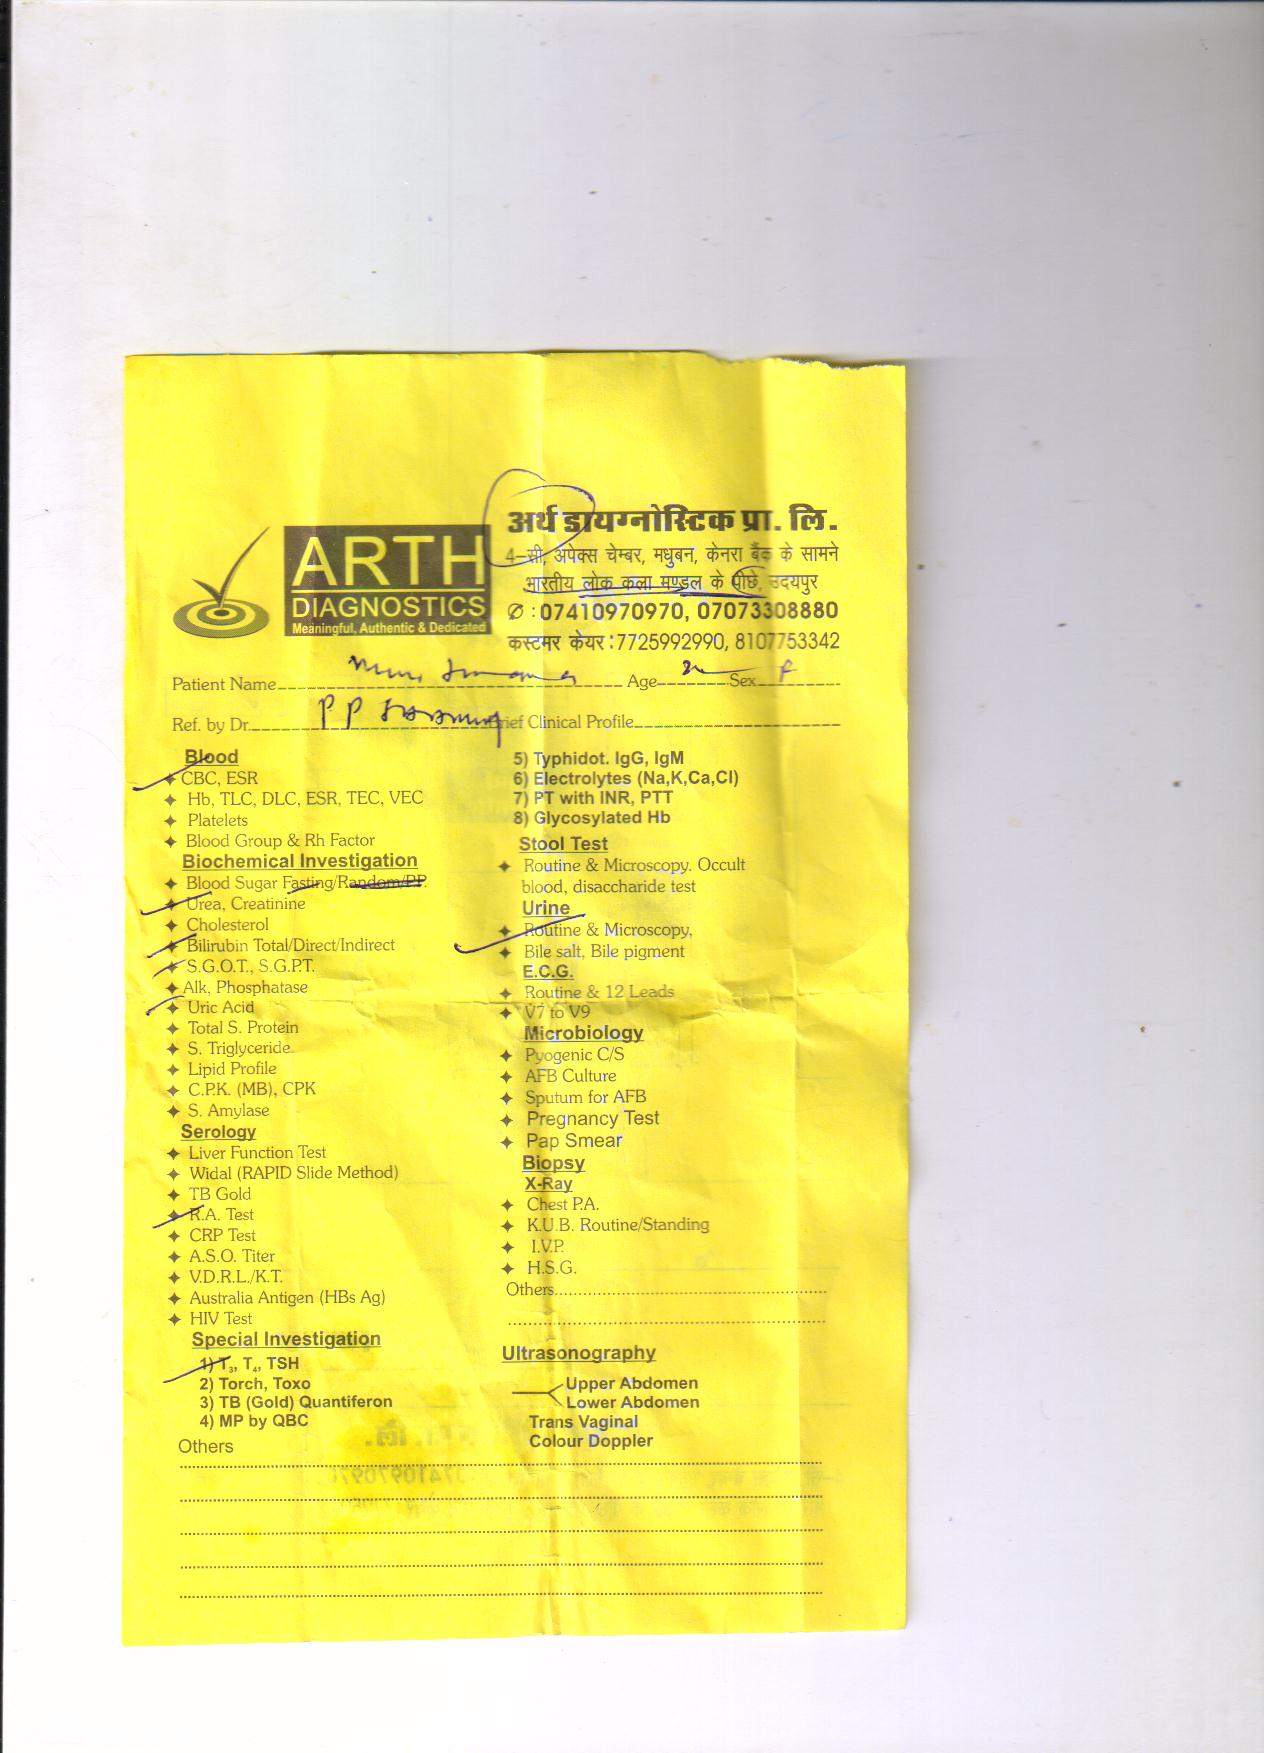 अर्थ डायग्नोस्टिक प्रा. लि.
4-सी, अपेक्स चेम्बर, मधुबन, केनरा बैंक के सामने
भारतीय लोक कला मण्डल के पीछे, उदयपुर
✆ : 07410970970, 07073308880
कस्टमर केयर : 7725992990, 8107753342
ARTH
DIAGNOSTICS
Meaningful, Authentic & Dedicated
Patient Name Age Sex F
Ref. by Dr. P P Brief Clinical Profile
Blood
CBC, ESR
Hb, TLC, DLC, ESR, TEC, VEC
Platelets
Blood Group & Rh Factor
Biochemical Investigation
Blood Sugar Fasting/Random/P.P.
Urea, Creatinine
Cholesterol
Bilirubin Total/Direct/Indirect
S.G.O.T., S.G.P.T.
Alk, Phosphatase
Uric Acid
Total S. Protein
S. Triglyceride
Lipid Profile
C.P.K. (MB), CPK
S. Amylase
Serology
Liver Function Test
Widal (RAPID Slide Method)
TB Gold
R.A. Test
CRP Test
A.S.O. Titer
V.D.R.L./K.T.
Australia Antigen (HBs Ag)
HIV Test
Special Investigation
1) T3, T4, TSH
2) Torch, Toxo
3) TB (Gold) Quantiferon
4) MP by QBC
Others
5) Typhidot. IgG, IgM
6) Electrolytes (Na,K,Ca,Cl)
7) PT with INR, PTT
8) Glycosylated Hb
Stool Test
Routine & Microscopy. Occult
blood, disaccharide test
Urine
Routine & Microscopy,
Bile salt, Bile pigment
E.C.G.
Routine & 12 Leads
V7 to V9
Microbiology
Pyogenic C/S
AFB Culture
Sputum for AFB
Pregnancy Test
Pap Smear
Biopsy
X-Ray
Chest P.A.
K.U.B. Routine/Standing
I.V.P.
H.S.G.
Others
Ultrasonography
Upper Abdomen
Lower Abdomen
Trans Vaginal
Colour Doppler